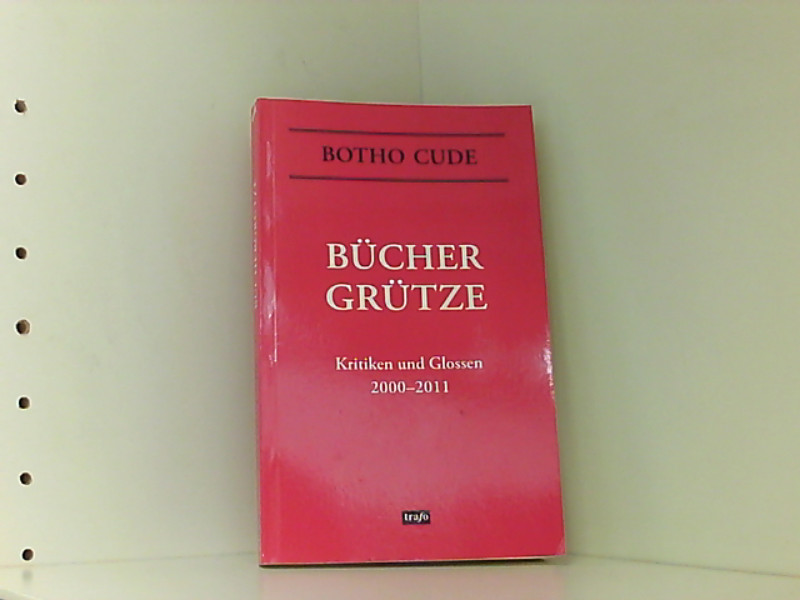 BOTHO CUDE
BÜCHER
GRÜTZE
Kritiken und Glossen
2000–2011
trafo